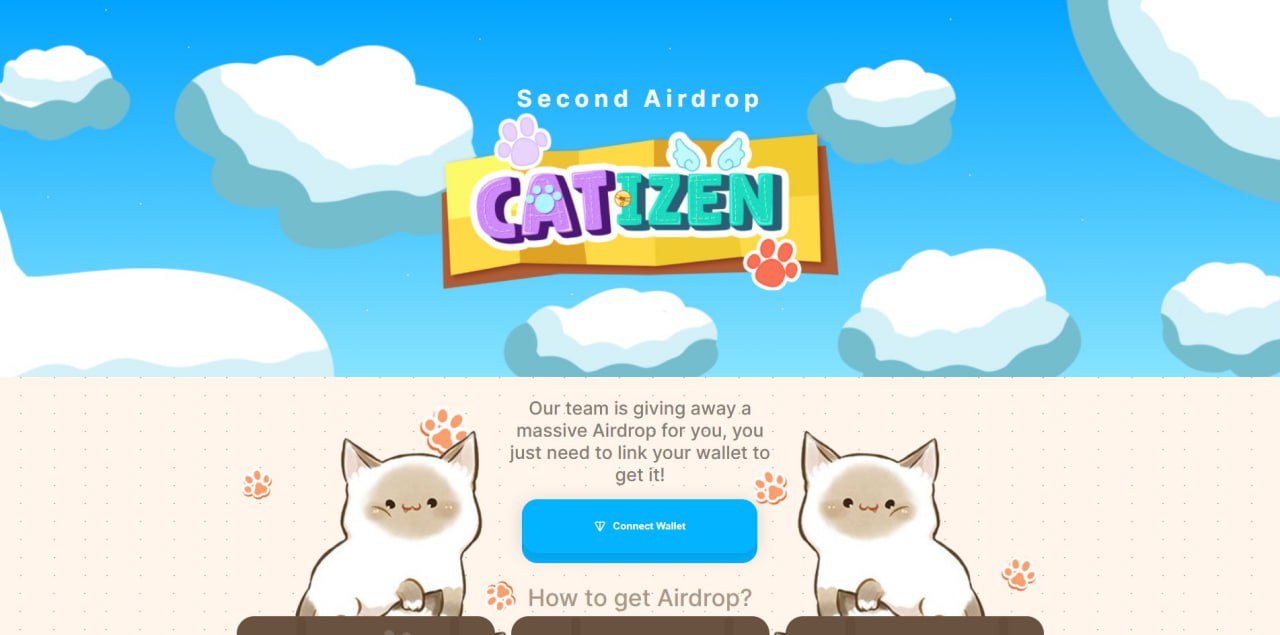 Second Airdrop
CATIZEN
Our team is giving away a
massive Airdrop for you, you
just need to link your wallet to
get it!
Connect Wallet
How to get Airdrop?